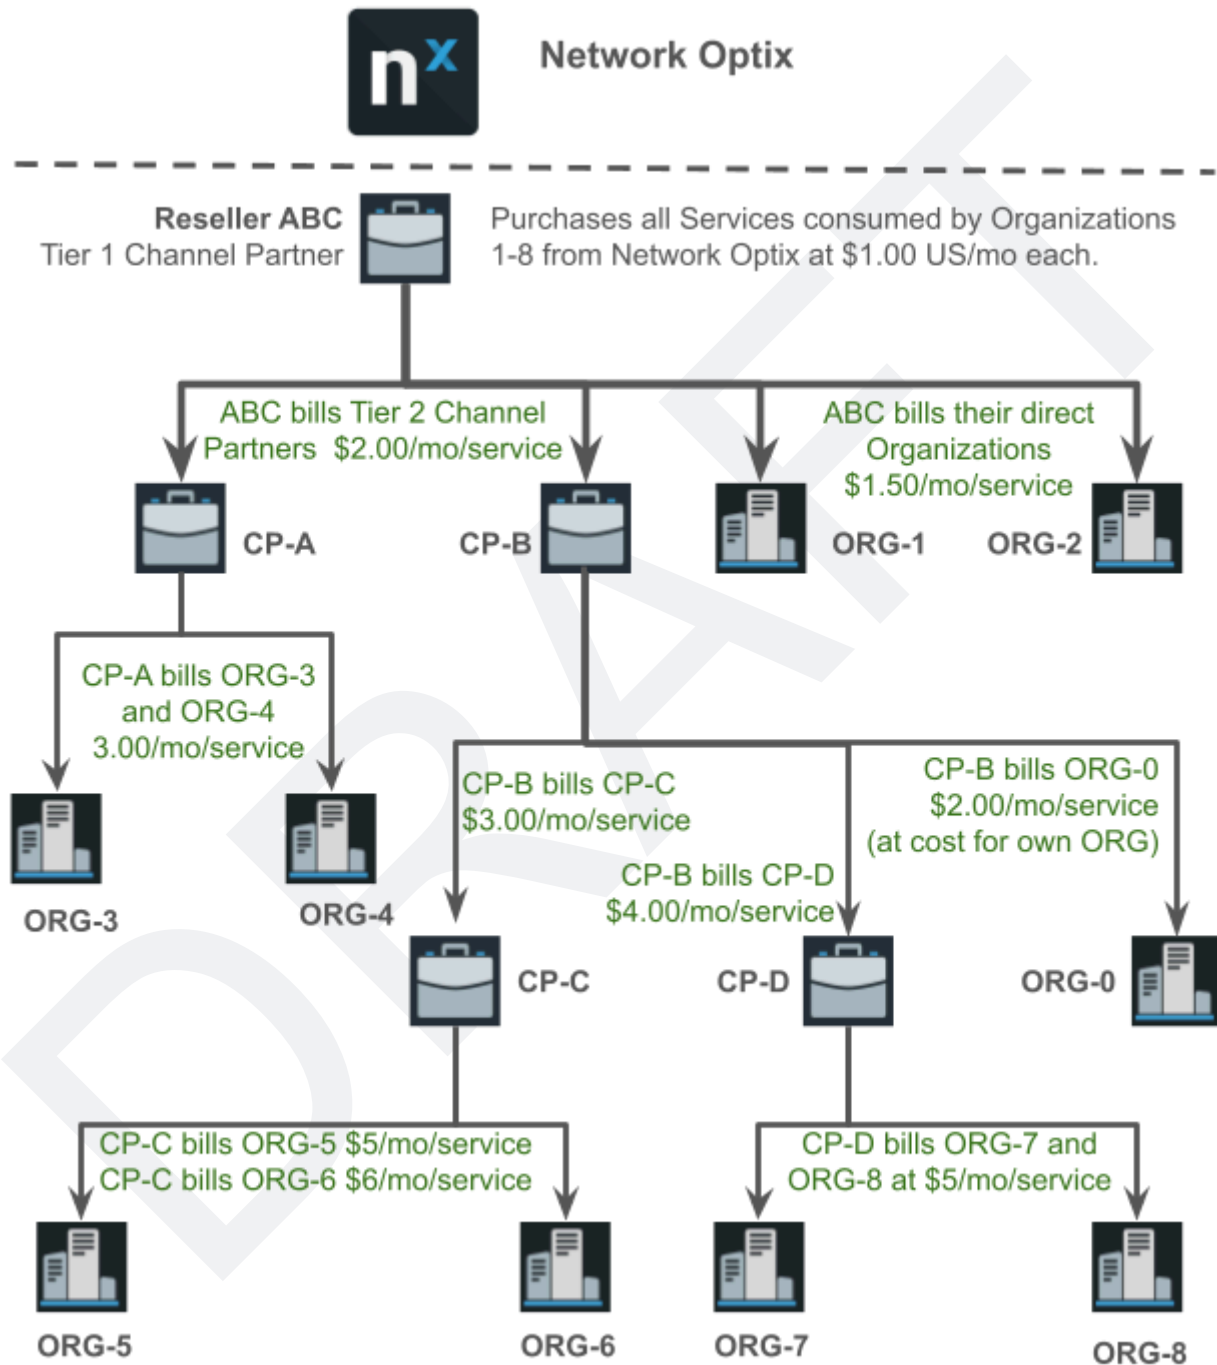 nx
Network Optix
Reseller ABC
Tier 1 Channel Partner
Purchases all Services consumed by Organizations
1-8 from Network Optix at $1.00 US/mo each.
ABC bills Tier 2 Channel
Partners $2.00/mo/service
ABC bills their direct
Organizations
$1.50/mo/service
CP-A
CP-B
ORG-1
ORG-2
CP-A bills ORG-3
and ORG-4
3.00/mo/service
CP-B bills CP-C
$3.00/mo/service
CP-B bills CP-D
$4.00/mo/service
CP-B bills ORG-0
$2.00/mo/service
(at cost for own ORG)
ORG-3
ORG-4
CP-C
CP-D
ORG-0
CP-C bills ORG-5 $5/mo/service
CP-C bills ORG-6 $6/mo/service
CP-D bills ORG-7 and
ORG-8 at $5/mo/service
ORG-5
ORG-6
ORG-7
ORG-8
DRAFT